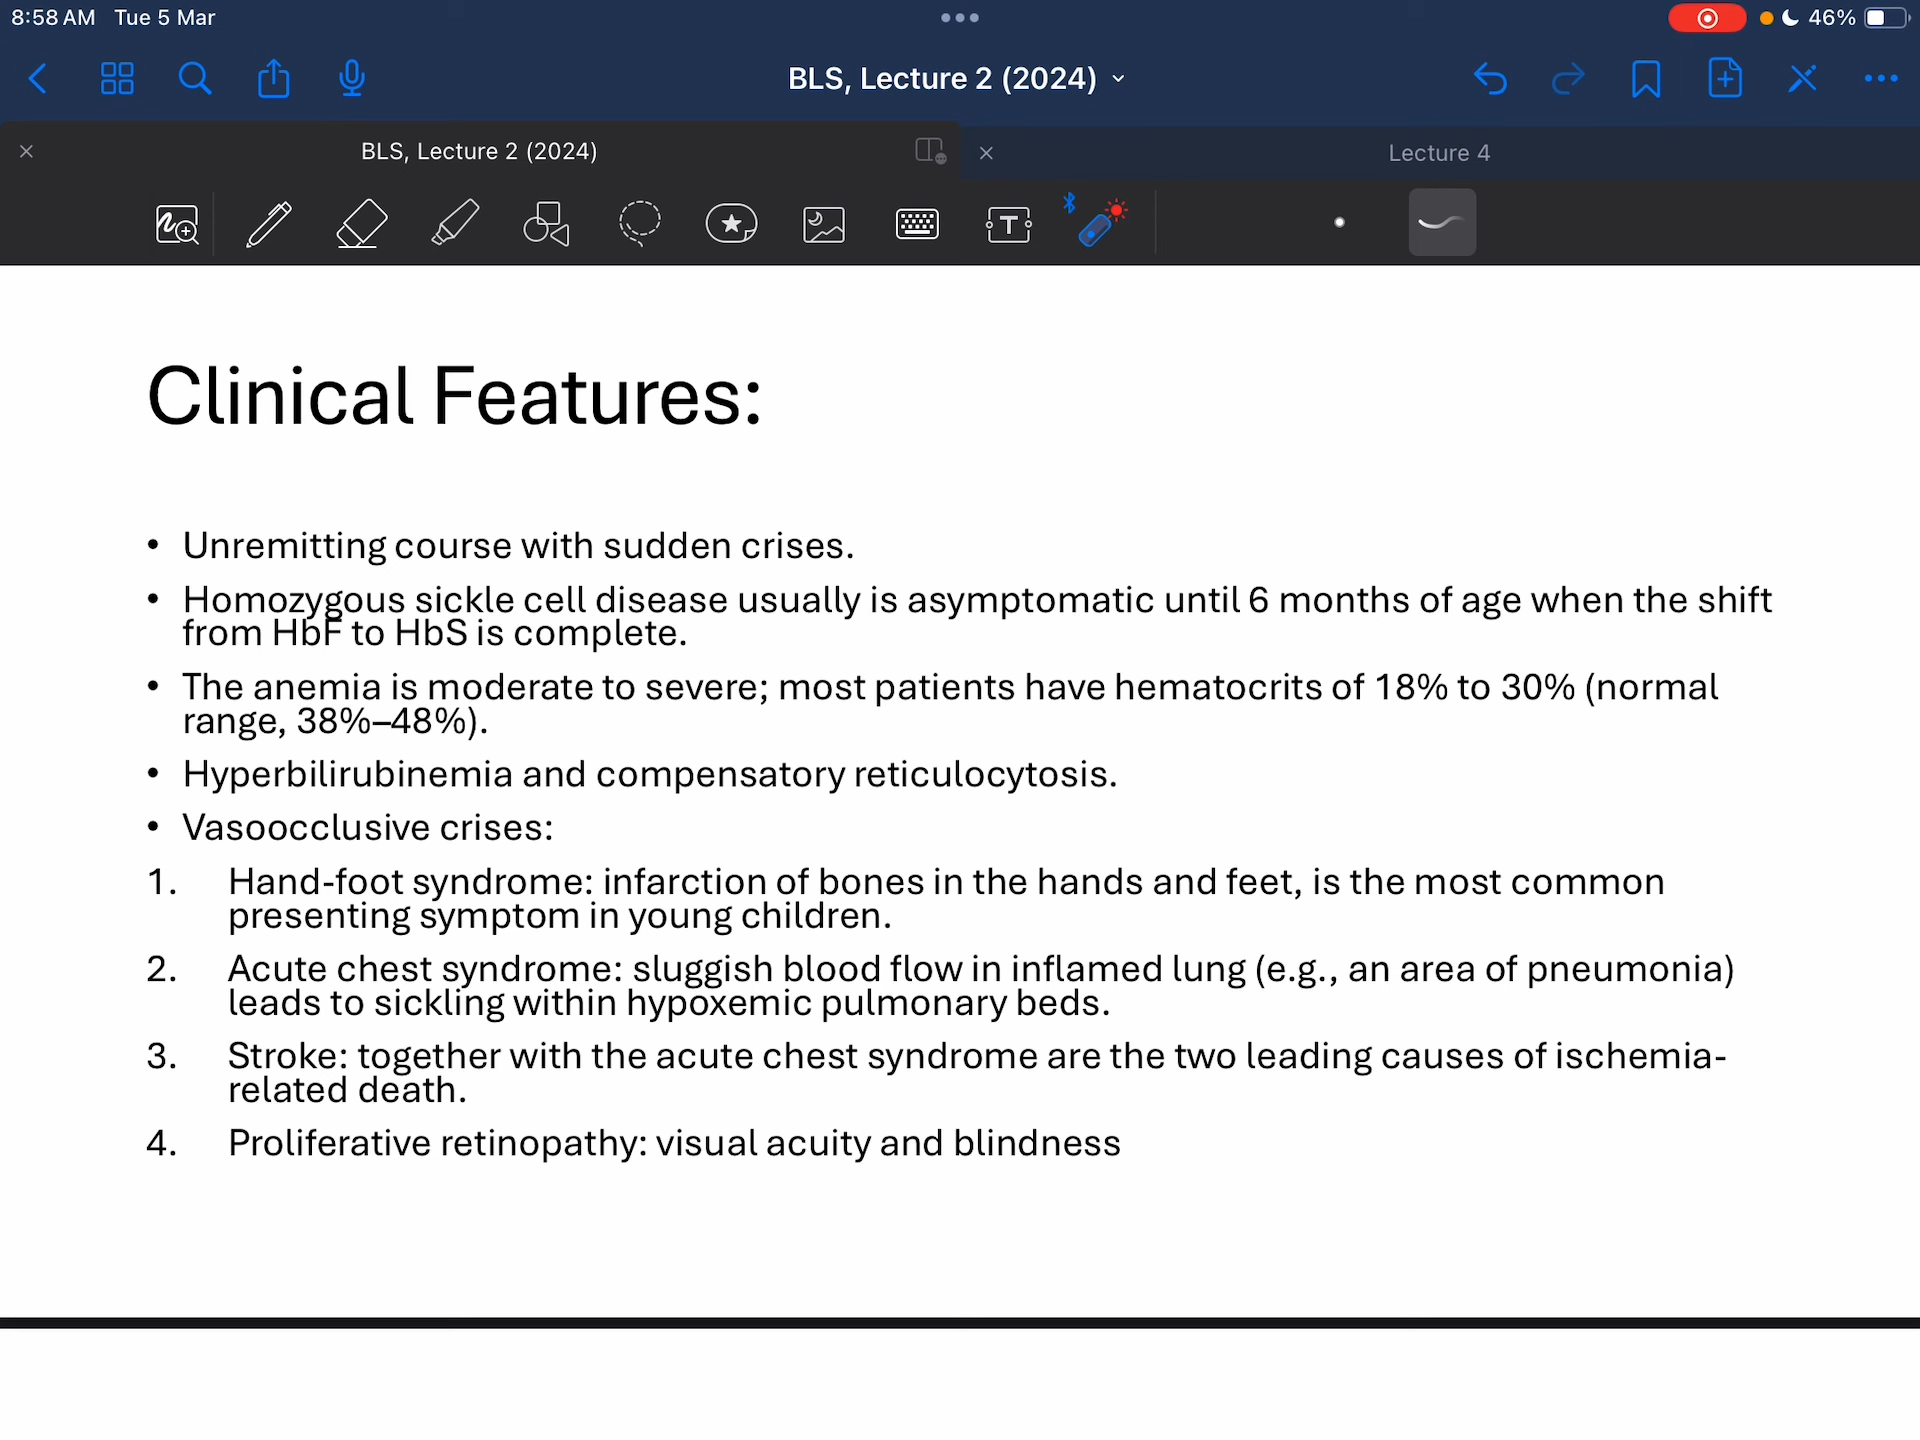 8:58 AM Tue 5 Mar
46%
BLS, Lecture 2 (2024)
BLS, Lecture 2 (2024)
Lecture 4
T
Clinical Features:
• Unremitting course with sudden crises.
• Homozygous sickle cell disease usually is asymptomatic until 6 months of age when the shift
from HbF to HbS is complete.
• The anemia is moderate to severe; most patients have hematocrits of 18% to 30% (normal
range, 38%–48%).
• Hyperbilirubinemia and compensatory reticulocytosis.
• Vasoocclusive crises:
1. Hand-foot syndrome: infarction of bones in the hands and feet, is the most common
presenting symptom in young children.
2. Acute chest syndrome: sluggish blood flow in inflamed lung (e.g., an area of pneumonia)
leads to sickling within hypoxemic pulmonary beds.
3. Stroke: together with the acute chest syndrome are the two leading causes of ischemia-
related death.
4. Proliferative retinopathy: visual acuity and blindness